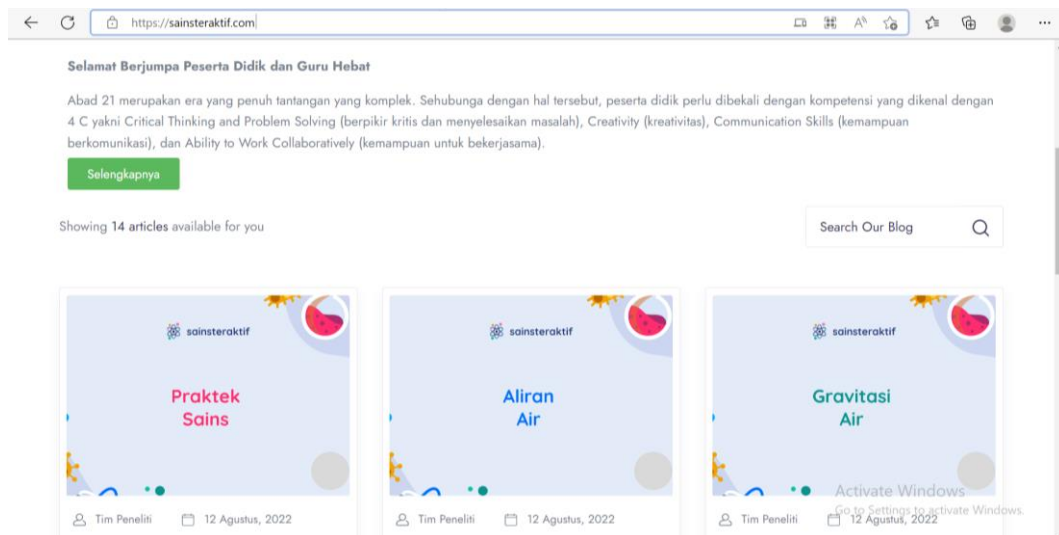 https://sainsteraktif.com
Selamat Berjumpa Peserta Didik dan Guru Hebat
Abad 21 merupakan era yang penuh tantangan yang komplek. Sehubunga dengan hal tersebut, peserta didik perlu dibekali dengan kompetensi yang dikenal dengan
4 C yakni Critical Thinking and Problem Solving (berpikir kritis dan menyelesaikan masalah), Creativity (kreativitas), Communication Skills (kemampuan
berkomunikasi), dan Ability to Work Collaboratively (kemampuan untuk bekerjasama).
Selengkapnya
Showing 14 articles available for you
Search Our Blog
sainsteraktif
Praktek
Sains
Tim Peneliti
12 Agustus, 2022
sainsteraktif
Aliran
Air
Tim Peneliti
12 Agustus, 2022
sainsteraktif
Gravitasi
Air
Tim Peneliti
12 Agustus, 2022
Activate Windows
Go to Settings to activate Windows.